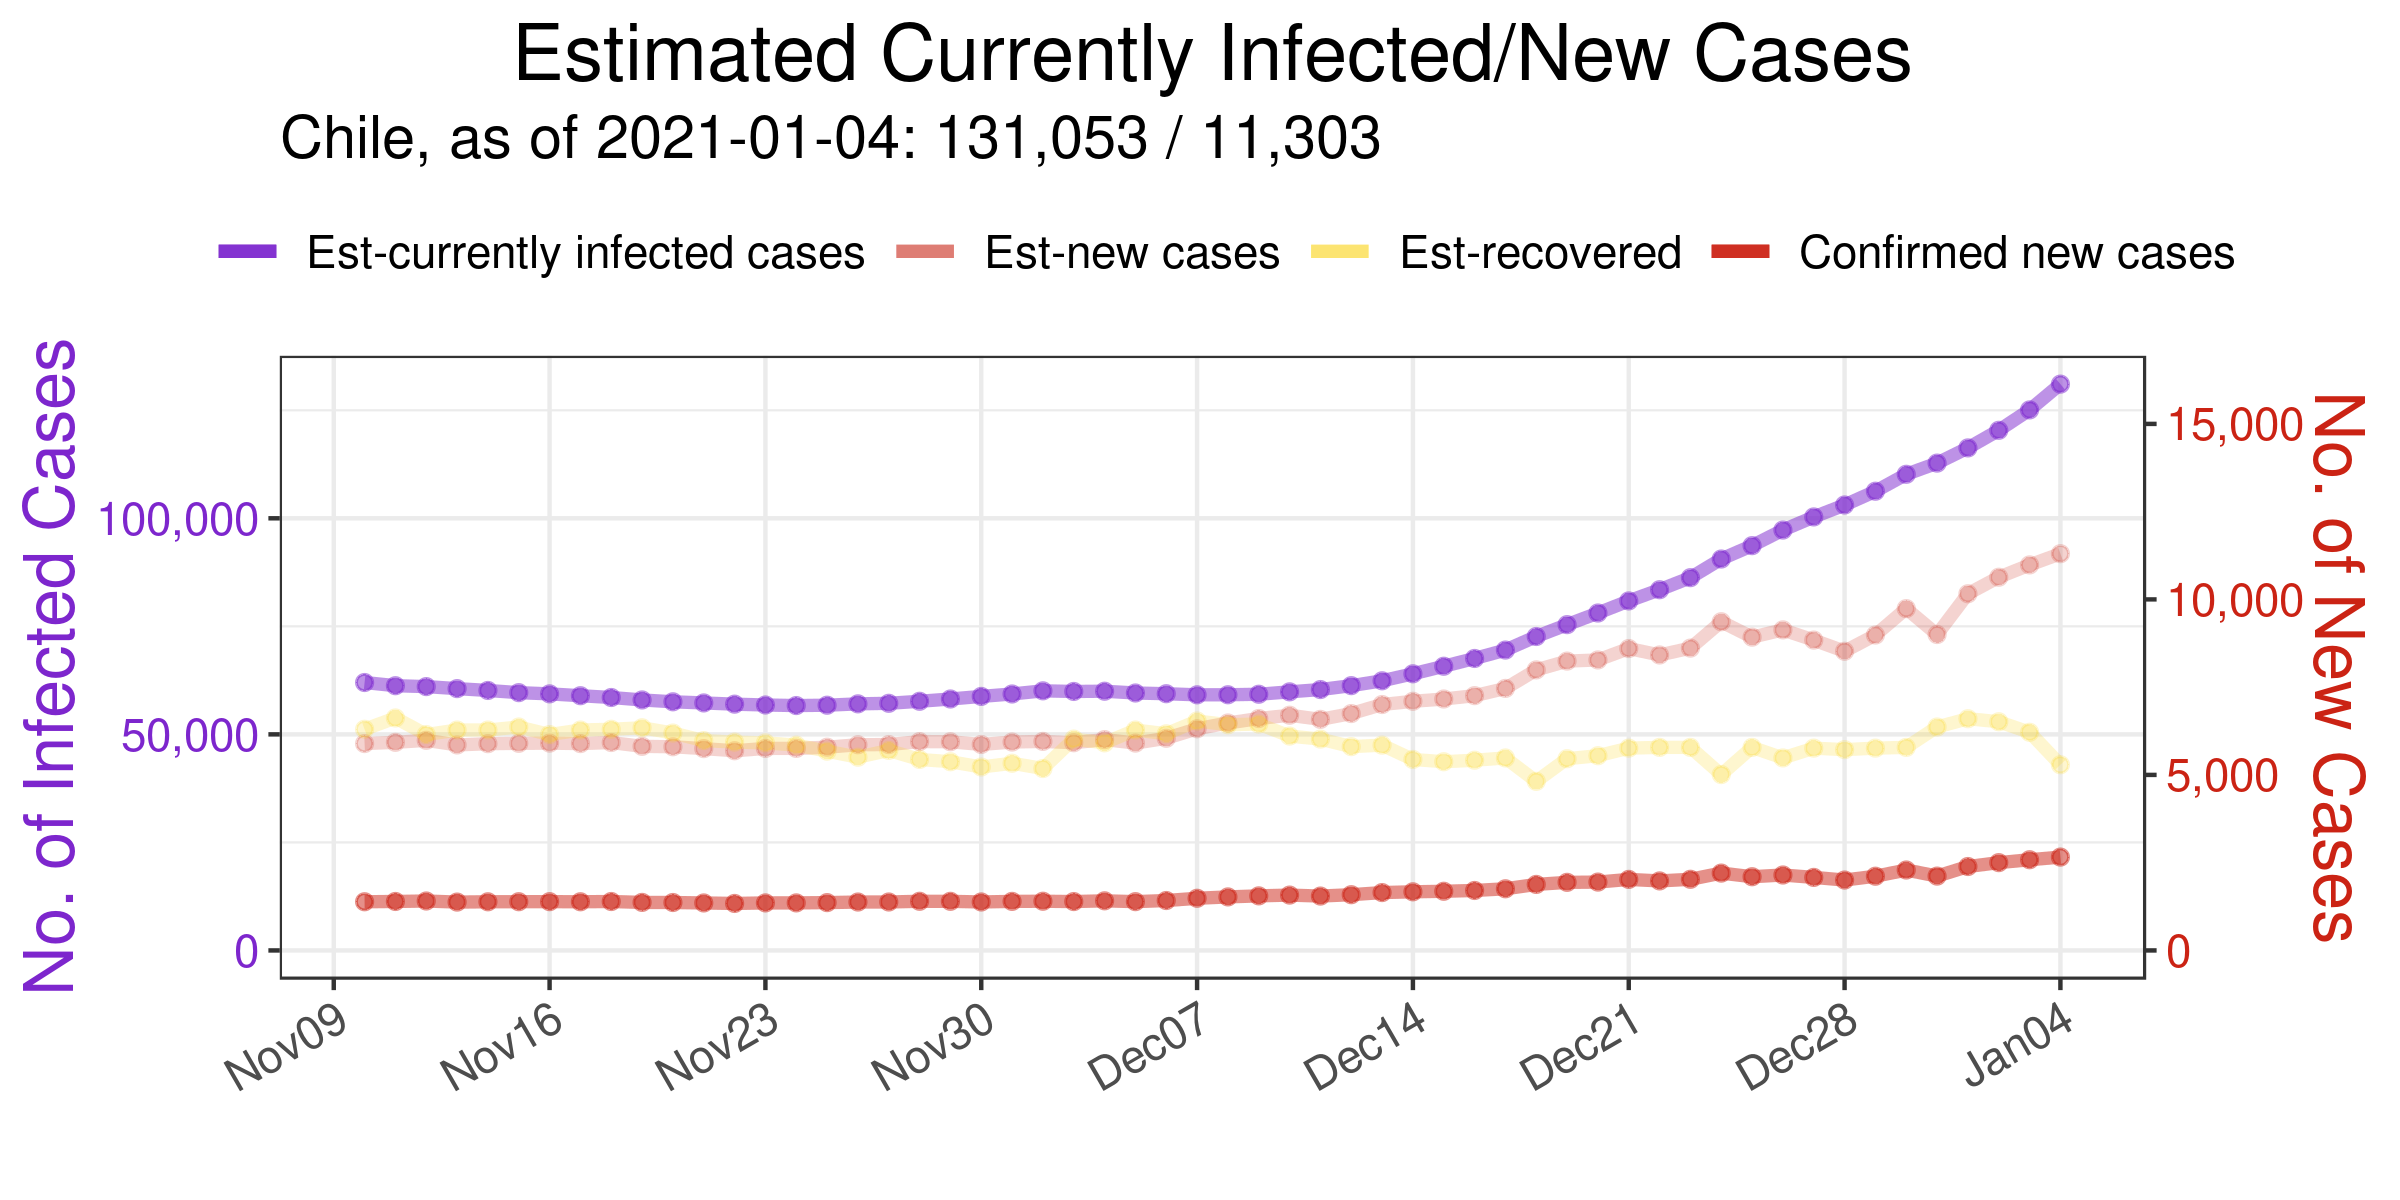 Estimated Currently Infected/New Cases
Chile, as of 2021-01-04: 131,053 / 11,303
Est-currently infected cases Est-new cases Est-recovered Confirmed new cases
No. of Infected Cases
100,000
50,000
0
15,000
10,000
5,000
0
No. of New Cases
Nov09 Nov16 Nov23 Nov30 Dec07 Dec14 Dec21 Dec28 Jan04